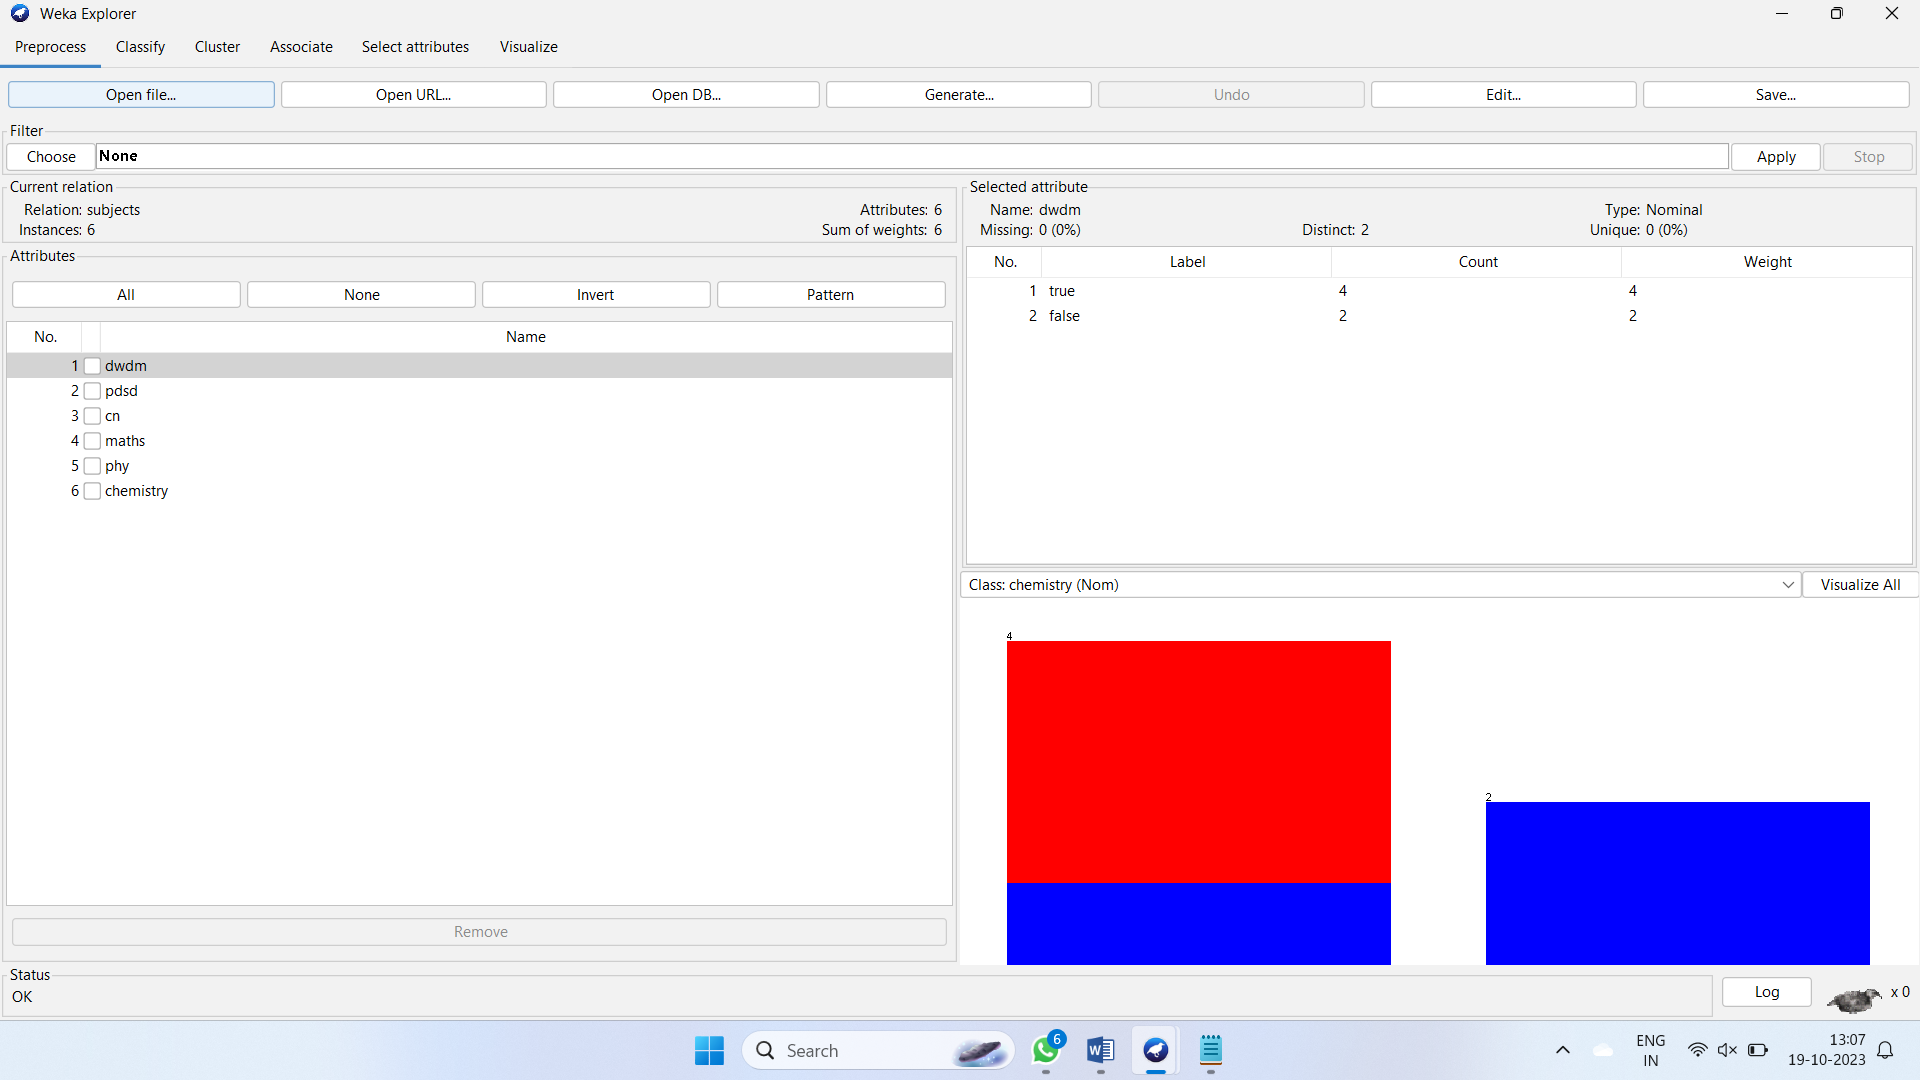 Weka Explorer
Preprocess Classify Cluster Associate Select attributes Visualize
Open file... Open URL... Open DB... Generate... Undo Edit... Save...
Filter
Choose None Apply Stop
Current relation
Relation: subjects Attributes: 6
Instances: 6 Sum of weights: 6
Attributes
All None Invert Pattern
No. Name
1 dwdm
2 pdsd
3 cn
4 maths
5 phy
6 chemistry
Remove
Selected attribute
Name: dwdm Type: Nominal
Missing: 0 (0%) Distinct: 2 Unique: 0 (0%)
No. Label Count Weight
1 true 4 4
2 false 2 2
Class: chemistry (Nom) Visualize All
4
2
Status
OK
Log x 0
Search
6
W
ENG
IN
13:07
19-10-2023